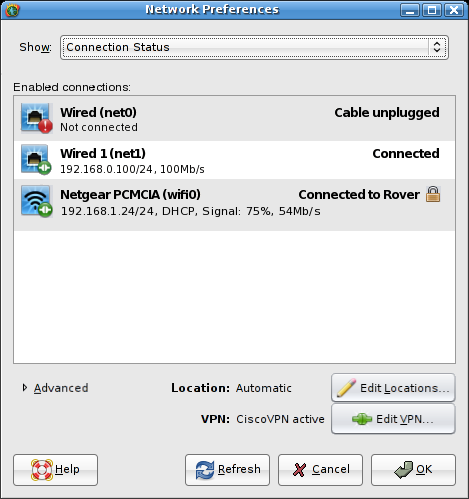 Network Preferences
Show: Connection Status
Enabled connections:
Wired (net0) Cable unplugged
Not connected
Wired 1 (net1) Connected
192.168.0.100/24, 100Mb/s
Netgear PCMCIA (wifi0) Connected to Rover
192.168.1.24/24, DHCP, Signal: 75%, 54Mb/s
Advanced Location: Automatic Edit Locations...
VPN: CiscoVPN active Edit VPN...
Help Refresh Cancel OK